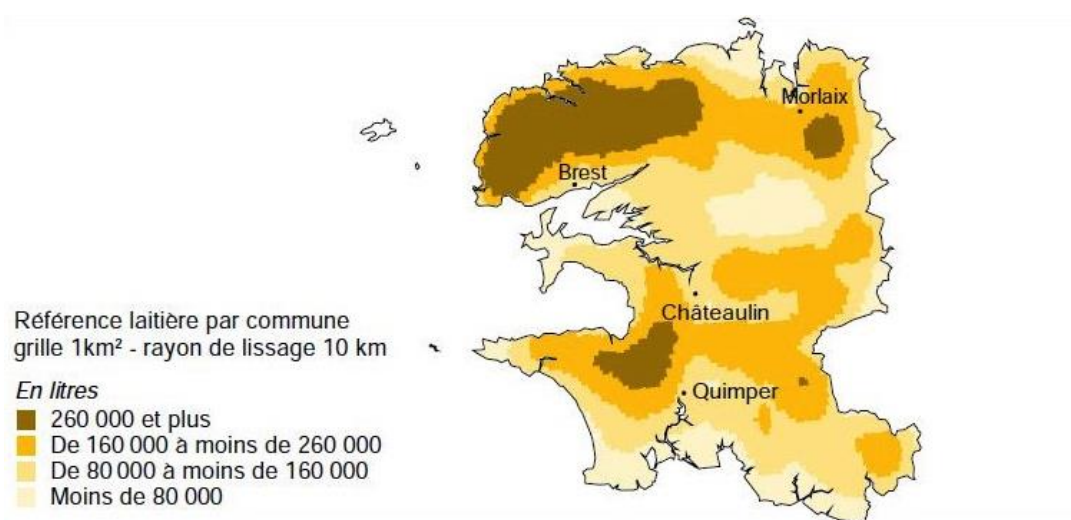 Morlaix
Brest
Châteaulin
Référence laitière par commune
grille 1km² - rayon de lissage 10 km
En litres
Quimper
260 000 et plus
De 160 000 à moins de 260 000
De 80 000 à moins de 160 000
Moins de 80 000